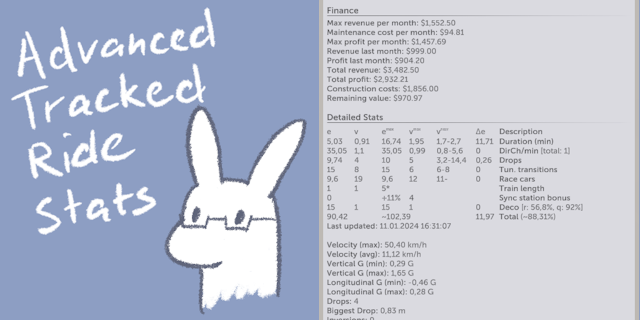 Advanced
Tracked
Ride
Stats
Finance
Max revenue per month: $1,552.50
Maintenance cost per month: $94.81
Max profit per month: $1,457.69
Revenue last month: $999.00
Profit last month: $904.20
Total revenue: $3,482.50
Total profit: $2,932.21
Construction costs: $1,856.00
Remaining value: $970.97
Detailed Stats
e v e v v Δe Description
5,03 0,91 16,74 1,95 1,7-2,7 11,71 Duration (min)
35,05 1,1 35,05 0,99 0,8-5,6 0 DirCh/min [total: 1]
9,74 4 10 5 3,2-14,4 0,26 Drops
15 8 15 6 6-8 0 Tun. transitions
9,6 19 9,6 12 11- 0 Race cars
1 1 5* Train length
0 +11% 4 Sync station bonus
15 1 15 1 0 Deco [r: 56,8%, q: 92%]
90,42 ~102,39 11,97 Total (~88,31%)
Last updated: 11.01.2024 16:31:07
Velocity (max): 50,40 km/h
Velocity (avg): 11,12 km/h
Vertical G (min): 0,29 G
Vertical G (max): 1,65 G
Longitudinal G (min): -0,46 G
Longitudinal G (max): 0,28 G
Drops: 4
Biggest Drop: 0,83 m